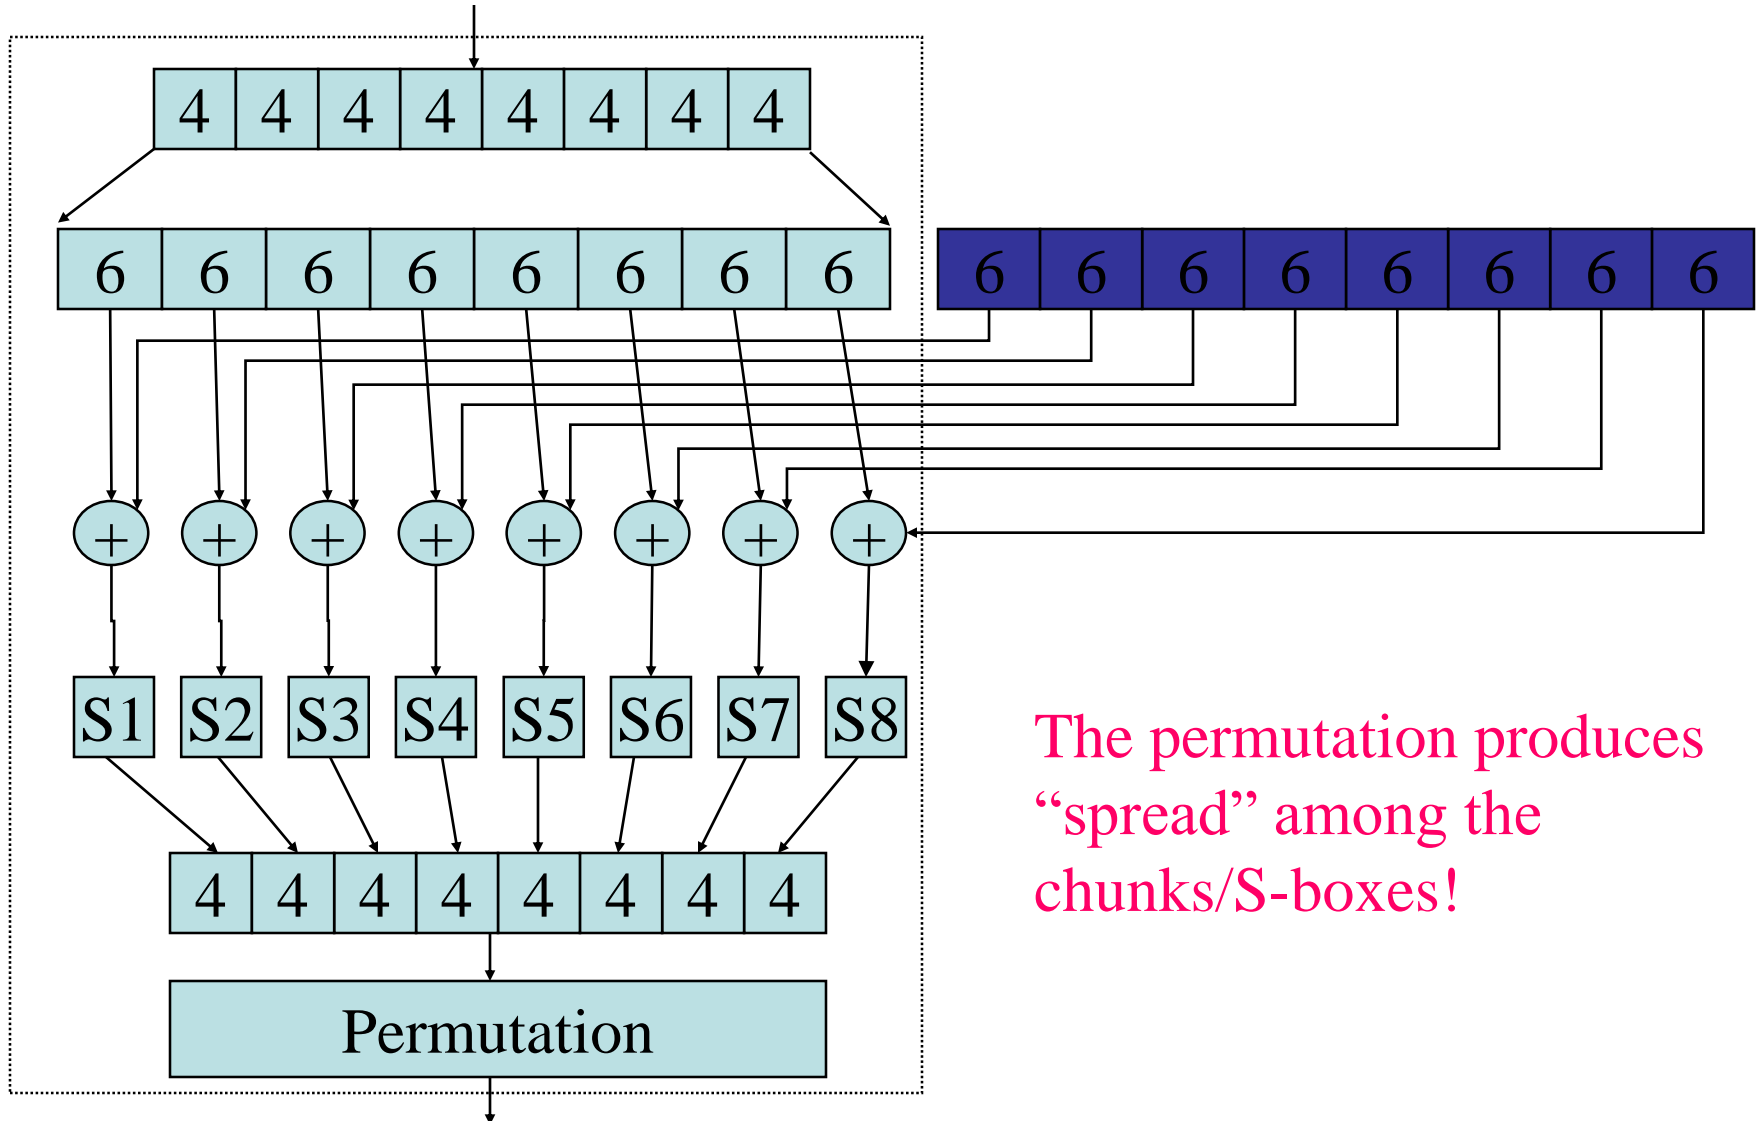 4 4 4 4 4 4 4 4
6 6 6 6 6 6 6 6 6 6 6 6 6 6 6 6
+ + + + + + + +
S1 S2 S3 S4 S5 S6 S7 S8
The permutation produces
“spread” among the
chunks/S-boxes!
4 4 4 4 4 4 4 4
Permutation